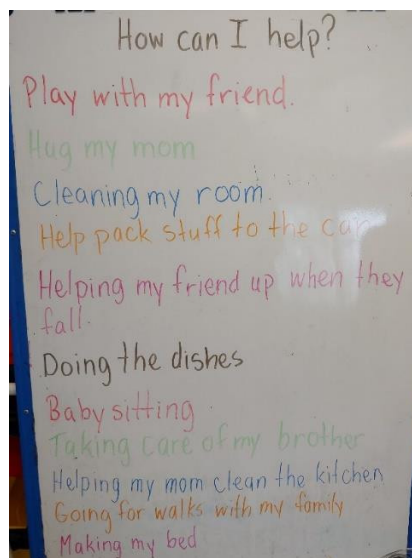 How can I help?
Play with my friend.
Hug my mom
Cleaning my room.
Help pack stuff to the car
Helping my friend up when they
fall.
Doing the dishes
Baby sitting
Taking care of my brother
Helping my mom clean the kitchen
Going for walks with my family
Making my bed